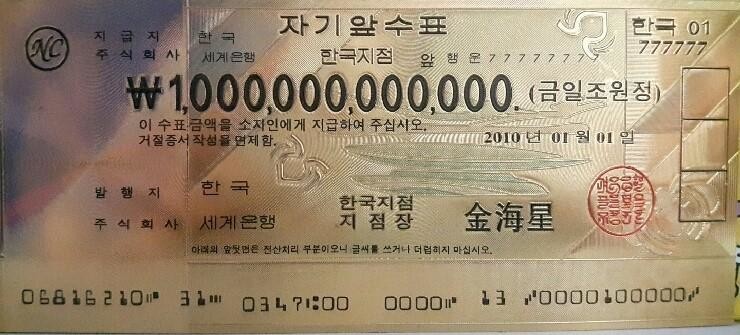 자기앞수표
NC
지급지 한국
주식회사 세계은행 한국지점 앞 행운77777777
한국 01
777777
₩1,000,000,000,000. (금일조원정)
이 수표금액을 소지인에게 지급하여 주십시오.
거절증서작성을 면제함.
2010 년 01 월 01 일
발행지 한국
주식회사 세계은행
한국지점
지점장 金海星
아래의 앞뒷면은 전산처리 부분이오니 글씨를 쓰거나 더럽히지 마십시오.
06816210⑈ 31⑈ 0347⑆00 0000⑈ 13 ⑈0000100000⑈